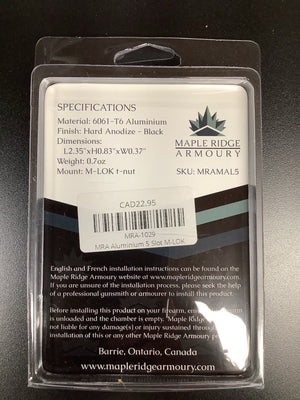 SPECIFICATIONS
Material: 6061-T6 Aluminium
Finish: Hard Anodize - Black
Dimensions:
L2.35"xH0.83"xW0.37"
Weight: 0.7oz
Mount: M-LOK t-nut
MAPLE RIDGE
ARMOURY
SKU: MRAMAL5
CAD22.95
MRA-1029
MRA Aluminium 5 Slot M-LOK
English and French installation instructions can be found on the
Maple Ridge Armoury website at www.mapleridgearmoury.com
If you are unsure of the installation process, please seek the help
of a professional gunsmith or armourer to install this product.
Before installing this product on your firearm, ensure
is unloaded and the chamber is empty. Maple Ridge
not liable for any damage(s) or injury sustained through
installation of this or any other Maple Ridge Armoury
Barrie, Ontario, Canada
www.mapleridgearmoury.com